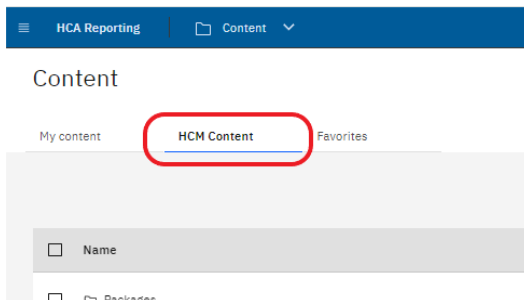 HCA Reporting Content
Content
My content HCM Content Favorites
Name
Packages